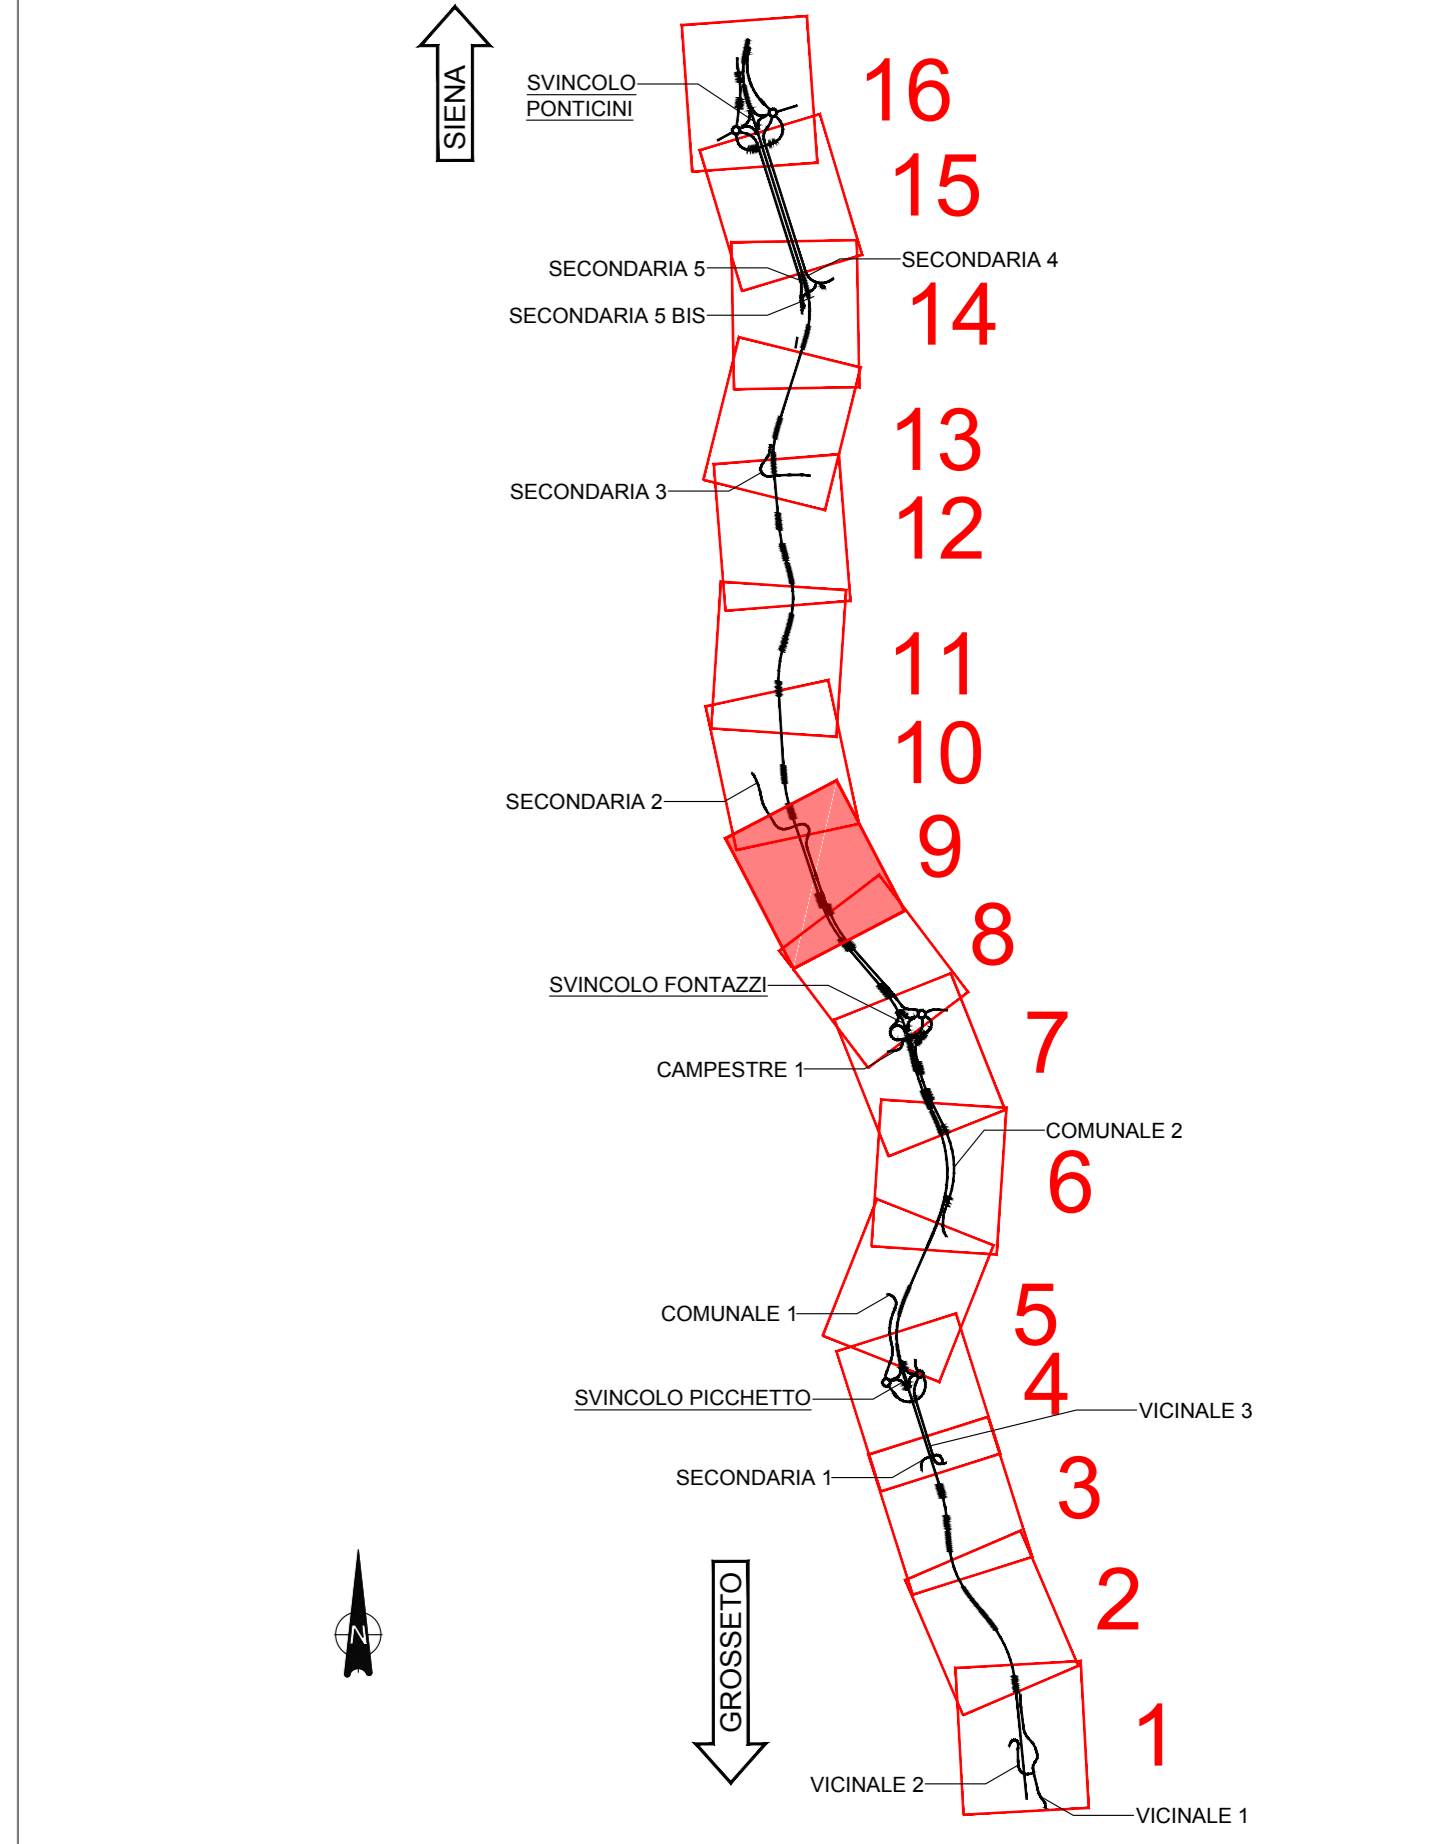 SIENA
SVINCOLO
PONTICINI
16
15
SECONDARIA 5
SECONDARIA 4
SECONDARIA 5 BIS
14
13
SECONDARIA 3
12
11
10
SECONDARIA 2
9
8
SVINCOLO FONTAZZI
7
CAMPESTRE 1
COMUNALE 2
6
COMUNALE 1
5
4
SVINCOLO PICCHETTO
VICINALE 3
SECONDARIA 1
3
N
GROSSETO
2
1
VICINALE 2
VICINALE 1